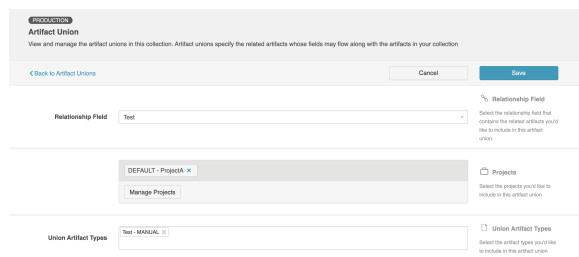 PRODUCTION
Artifact Union
View and manage the artifact unions in this collection. Artifact unions specify the related artifacts whose fields may flow along with the artifacts in your collection
Back to Artifact Unions
Cancel
Save
Relationship Field
Test
Relationship Field
Select the relationship field that
contains the related artifacts you'd
like to include in this artifact
union.
DEFAULT - ProjectA ×
Manage Projects
Projects
Select the projects you'd like to
include in this artifact union
Union Artifact Types
Test - MANUAL ×
Union Artifact Types
Select the artifact types you'd like
to include in this artifact union